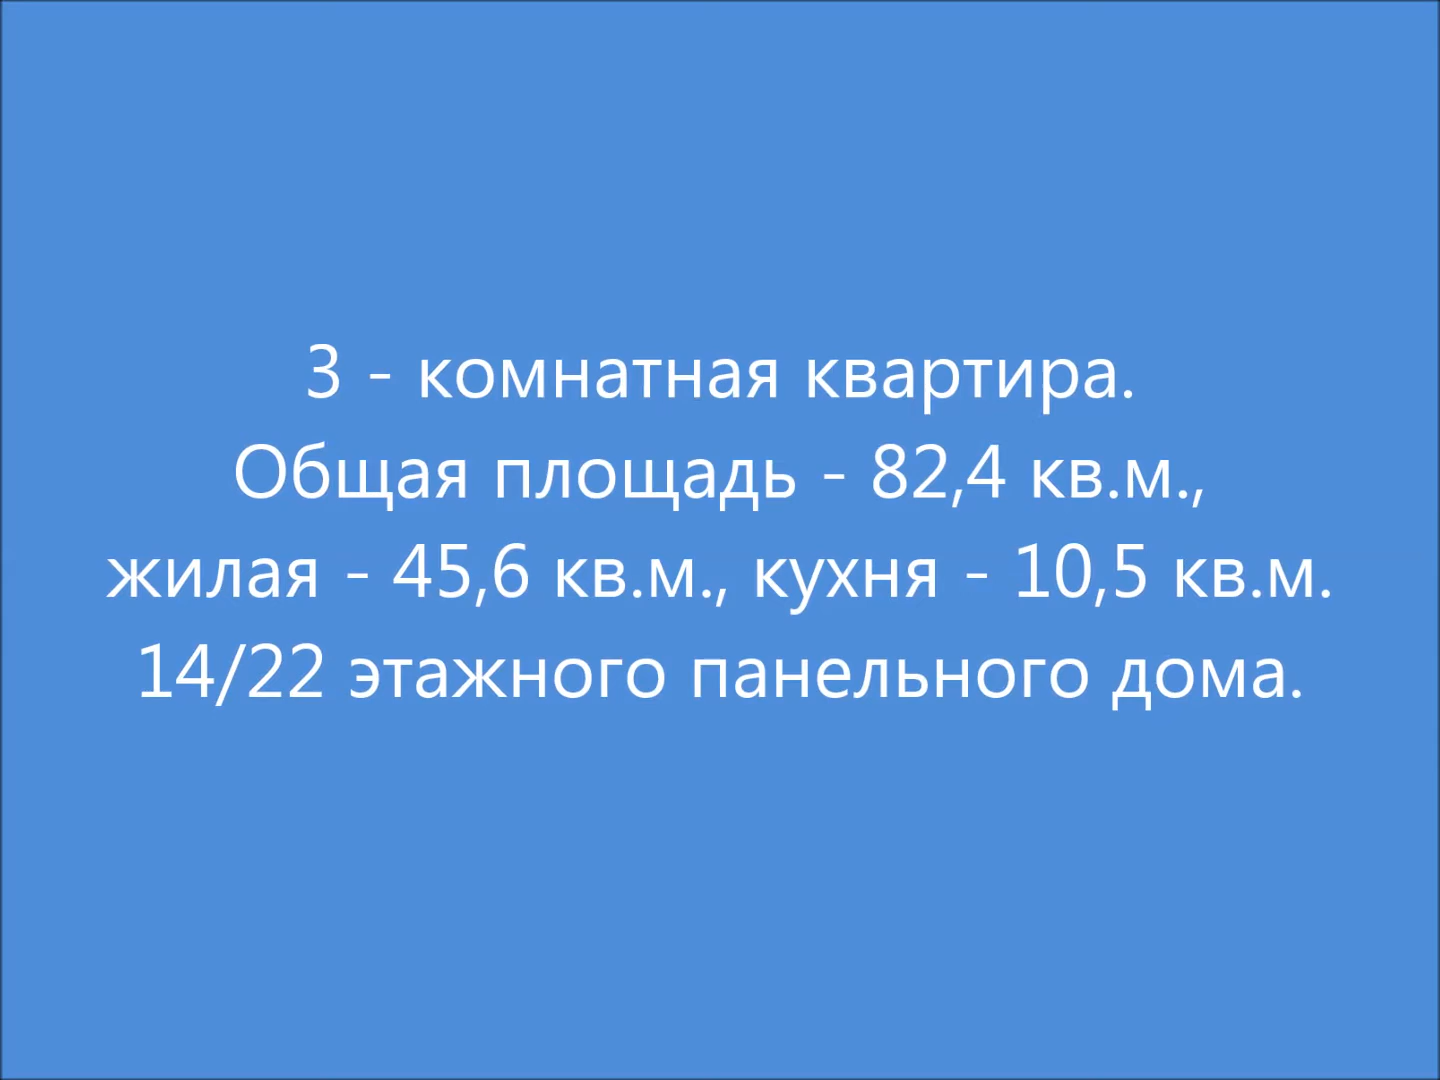 3 - комнатная квартира.
Общая площадь - 82,4 кв.м.,
жилая - 45,6 кв.м., кухня - 10,5 кв.м.
14/22 этажного панельного дома.